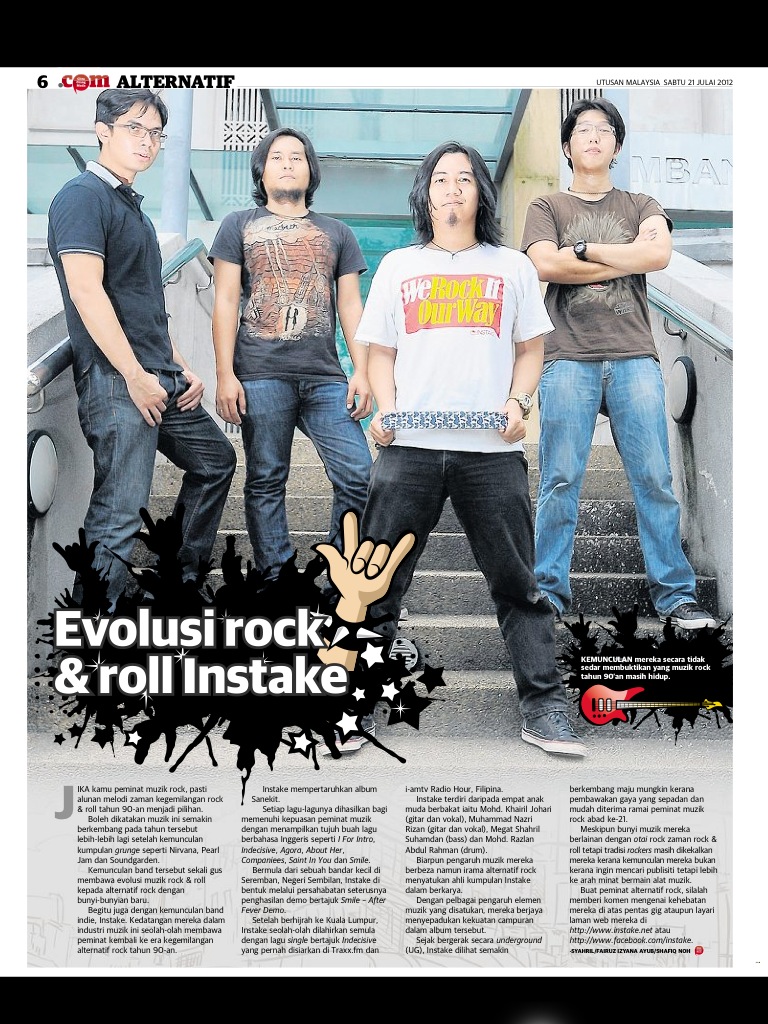 6 .com ALTERNATIF
UTUSAN MALAYSIA SABTU 21 JULAI 2012
MBAN
We Rock It
Our Way
INSTAKE
Evolusi rock
& roll Instake
KEMUNCULAN mereka secara tidak
sedar membuktikan yang muzik rock
tahun 90'an masih hidup.
JIKA kamu peminat muzik rock, pasti
alunan melodi zaman kegemilangan rock
& roll tahun 90-an menjadi pilihan.
Boleh dikatakan muzik ini semakin
berkembang pada tahun tersebut
lebih-lebih lagi setelah kemunculan
kumpulan grunge seperti Nirvana, Pearl
Jam dan Soundgarden.
Kemunculan band tersebut sekali gus
membawa evolusi muzik rock & roll
kepada alternatif rock dengan
bunyi-bunyian baru.
Begitu juga dengan kemunculan band
indie, Instake. Kedatangan mereka dalam
industri muzik ini seolah-olah membawa
peminat kembali ke era kegemilangan
alternatif rock tahun 90-an.
Instake mempertaruhkan album
Sanekit.
Setiap lagu-lagunya dihasilkan bagi
memenuhi kepuasan peminat muzik
dengan menampilkan tujuh buah lagu
berbahasa Inggeris seperti I For Intro,
Indecisive, Agora, About Her,
Companiees, Saint In You dan Smile.
Bermula dari sebuah bandar kecil di
Seremban, Negeri Sembilan, Instake di
bentuk melalui persahabatan seterusnya
penghasilan demo bertajuk Smile – After
Fever Demo.
Setelah berhijrah ke Kuala Lumpur,
Instake seolah-olah dilahirkan semula
dengan lagu single bertajuk Indecisive
yang pernah disiarkan di Traxx.fm dan
i-amtv Radio Hour, Filipina.
Instake terdiri daripada empat anak
muda berbakat iaitu Mohd. Khairil Johari
(gitar dan vokal), Muhammad Nazri
Rizan (gitar dan vokal), Megat Shahril
Suhamdan (bass) dan Mohd. Razlan
Abdul Rahman (drum).
Biarpun pengaruh muzik mereka
berbeza namun irama alternatif rock
menyatukan ahli kumpulan Instake
dalam berkarya.
Dengan pelbagai pengaruh elemen
muzik yang disatukan, mereka berjaya
menyepadukan kekuatan campuran
dalam album tersebut.
Sejak bergerak secara underground
(UG), Instake dilihat semakin
berkembang maju mungkin kerana
pembawakan gaya yang sepadan dan
mudah diterima ramai peminat muzik
rock abad ke-21.
Meskipun bunyi muzik mereka
berlainan dengan otai rock zaman rock &
roll tetapi tradisi rockers masih dikekalkan
mereka kerana kemunculan mereka bukan
kerana ingin mencari publisiti tetapi lebih
ke arah minat bermain alat muzik.
Buat peminat alternatif rock, silalah
memberi komen mengenai kehebatan
mereka di atas pentas gig ataupun layari
laman web mereka di
http://www.instake.net atau
http://www.facebook.com/instake.
-SYAHRIL/FAIRUZ IZYANA AYUB/SHAFIQ NOH